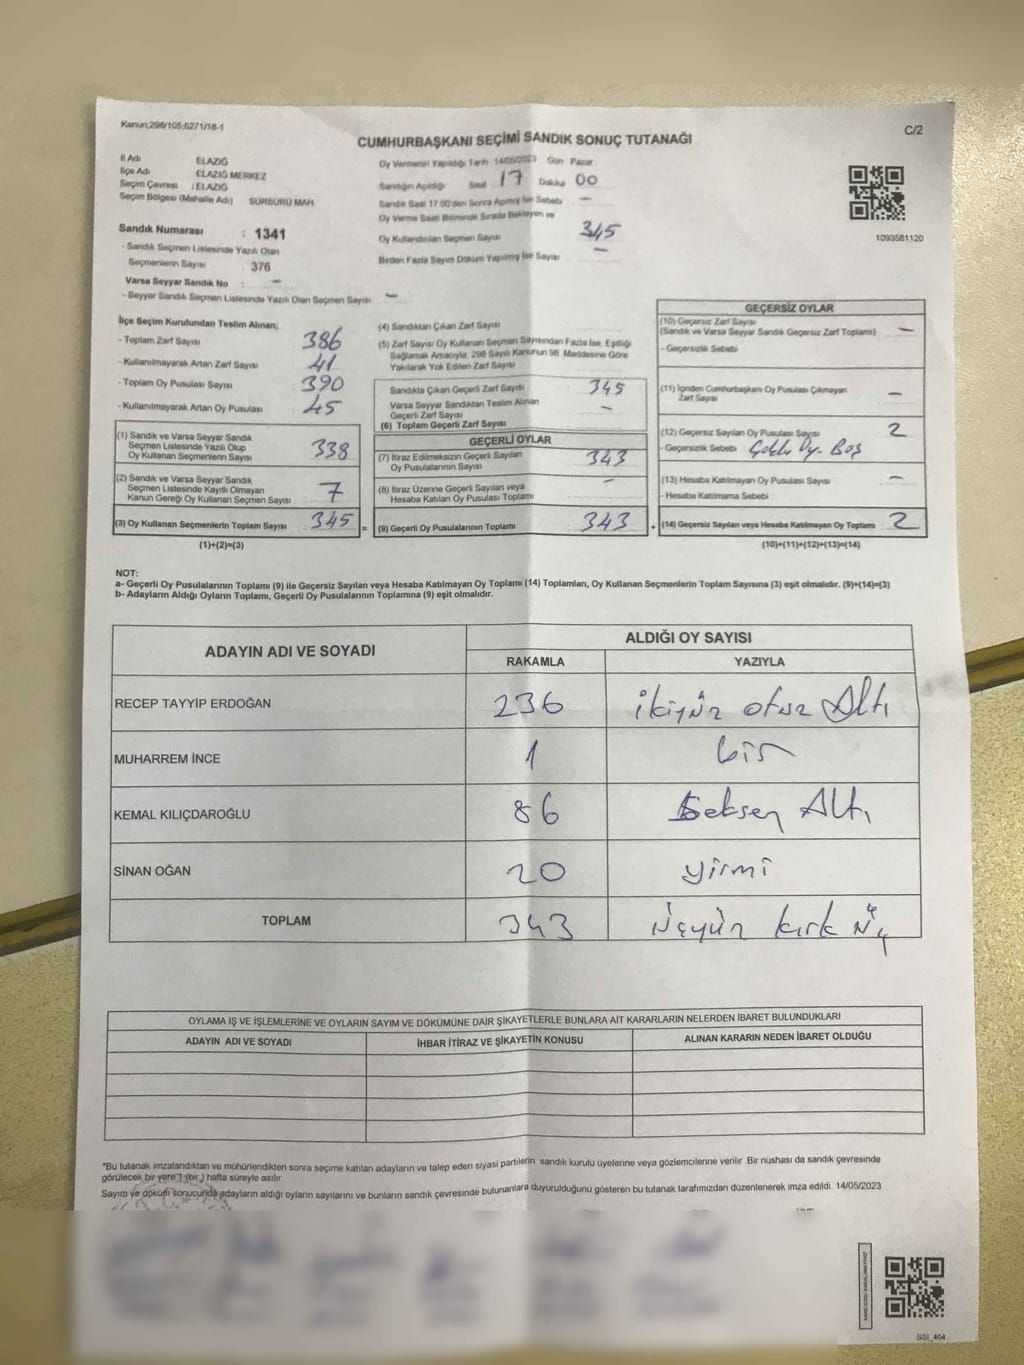 Kanun;298/105;6271/18-1
C/2
CUMHURBAŞKANI SEÇİMİ SANDIK SONUÇ TUTANAĞI
İl Adı ELAZIĞ
İlçe Adı ELAZIĞ MERKEZ
Seçim Çevresi : ELAZIĞ
Seçim Bölgesi (Mahalle Adı) SÜRSÜRÜ MAH
Sandık Numarası : 1341
- Sandık Seçmen Listesinde Yazılı Olan
Seçmenlerin Sayısı : 376
Varsa Seyyar Sandık No : -
- Seyyar Sandık Seçmen Listesinde Yazılı Olan Seçmen Sayısı -
Oy Vermenin Yapıldığı Tarih 14/05/2023 Gün Pazar
Sandığın Açıldığı Saat 17 Dakika 00
Sandık Saat 17:00'den Sonra Açılmış İse Sebebi -
Oy Verme Saati Bitiminde Sırada Bekleyen ve
Oy Kullandırılan Seçmen Sayısı 345
Birden Fazla Sayım Döküm Yapılmış İse Sayısı -
1093581120
İlçe Seçim Kurulundan Teslim Alınan;
- Toplam Zarf Sayısı 386
- Kullanılmayarak Artan Zarf Sayısı 41
- Toplam Oy Pusulası Sayısı 390
- Kullanılmayarak Artan Oy Pusulası 45
(1) Sandık ve Varsa Seyyar Sandık
Seçmen Listesinde Yazılı Olup
Oy Kullanan Seçmenlerin Sayısı 338
(2) Sandık ve Varsa Seyyar Sandık
Seçmen Listesinde Kayıtlı Olmayan
Kanun Gereği Oy Kullanan Seçmen Sayısı 7
(3) Oy Kullanan Seçmenlerin Toplam Sayısı 345 =
(1)+(2)=(3)
(4) Sandıktan Çıkan Zarf Sayısı
(5) Zarf Sayısı Oy Kullanan Seçmen Sayısından Fazla İse, Eşitliği
Sağlamak Amacıyla, 298 Sayılı Kanunun 98. Maddesine Göre
Yakılarak Yok Edilen Zarf Sayısı
Sandıkta Çıkan Geçerli Zarf Sayısı 345
Varsa Seyyar Sandıktan Teslim Alınan
Geçerli Zarf Sayısı -
(6) Toplam Geçerli Zarf Sayısı
GEÇERLİ OYLAR
(7) İtiraz Edilmeksizin Geçerli Sayılan
Oy Pusulalarının Sayısı 343
(8) İtiraz Üzerine Geçerli Sayılan veya
Hesaba Katılan Oy Pusulası Toplamı -
(9) Geçerli Oy Pusulalarının Toplamı 343 +
GEÇERSİZ OYLAR
(10) Geçersiz Zarf Sayısı
(Sandık ve Varsa Seyyar Sandık Geçersiz Zarf Toplamı) -
- Geçersizlik Sebebi
(11) İçinden Cumhurbaşkanı Oy Pusulası Çıkmayan
Zarf Sayısı -
(12) Geçersiz Sayılan Oy Pusulası Sayısı 2
- Geçersizlik Sebebi Çoklu Oy - Boş
(13) Hesaba Katılmayan Oy Pusulası Sayısı -
- Hesaba Katılmama Sebebi
(14) Geçersiz Sayılan veya Hesaba Katılmayan Oy Toplamı 2
(10)+(11)+(12)+(13)=(14)
NOT:
a- Geçerli Oy Pusulalarının Toplamı (9) ile Geçersiz Sayılan veya Hesaba Katılmayan Oy Toplamı (14) Toplamları, Oy Kullanan Seçmenlerin Toplam Sayısına (3) eşit olmalıdır. (9)+(14)=(3)
b- Adayların Aldığı Oyların Toplamı, Geçerli Oy Pusulalarının Toplamına (9) eşit olmalıdır.
ADAYIN ADI VE SOYADI
ALDIĞI OY SAYISI
RAKAMLA YAZIYLA
RECEP TAYYİP ERDOĞAN 236 ikiyüz otuz Altı
MUHARREM İNCE 1 bir
KEMAL KILIÇDAROĞLU 86 Seksen Altı
SİNAN OĞAN 20 yirmi
TOPLAM 343 üçyüz kırk üç
OYLAMA İŞ VE İŞLEMLERİNE VE OYLARIN SAYIM VE DÖKÜMÜNE DAİR ŞİKAYETLERLE BUNLARA AİT KARARLARIN NELERDEN İBARET BULUNDUKLARI
ADAYIN ADI VE SOYADI İHBAR İTİRAZ VE ŞİKAYETİN KONUSU ALINAN KARARIN NEDEN İBARET OLDUĞU
*Bu tutanak imzalandıktan ve mühürlendikten sonra seçime katılan adayların ve talep eden siyasi partilerin sandık kurulu üyelerine veya gözlemcilerine verilir. Bir nüshası da sandık çevresinde
görülecek bir yere 1 (bir) hafta süreyle asılır
Sayım ve döküm sonucunda adayların aldığı oyların sayılarını ve bunların sandık çevresinde bulunanlara duyurulduğunu gösteren bu tutanak tarafımızdan düzenlenerek imza edildi. 14/05/2023
SSI_404